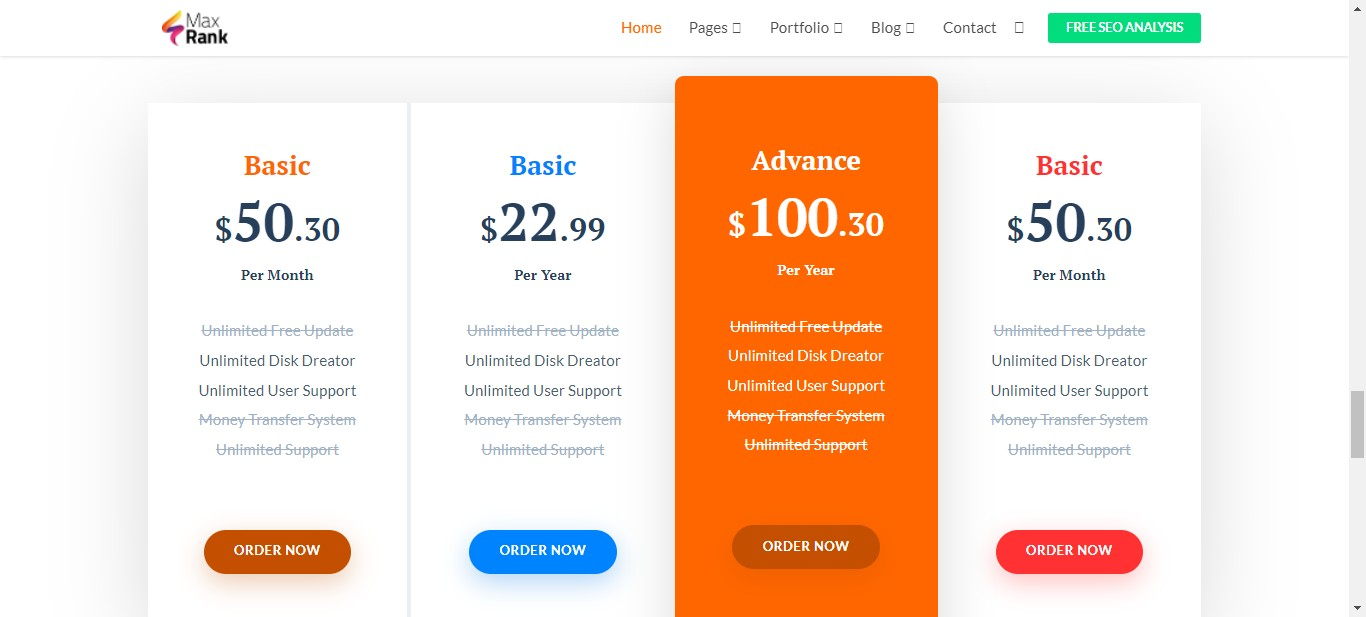 Max
Rank
Home Pages Portfolio Blog Contact FREE SEO ANALYSIS
Basic
$50.30
Per Month
Unlimited Free Update
Unlimited Disk Dreator
Unlimited User Support
Money Transfer System
Unlimited Support
ORDER NOW
Basic
$22.99
Per Year
Unlimited Free Update
Unlimited Disk Dreator
Unlimited User Support
Money Transfer System
Unlimited Support
ORDER NOW
Advance
$100.30
Per Year
Unlimited Free Update
Unlimited Disk Dreator
Unlimited User Support
Money Transfer System
Unlimited Support
ORDER NOW
Basic
$50.30
Per Month
Unlimited Free Update
Unlimited Disk Dreator
Unlimited User Support
Money Transfer System
Unlimited Support
ORDER NOW